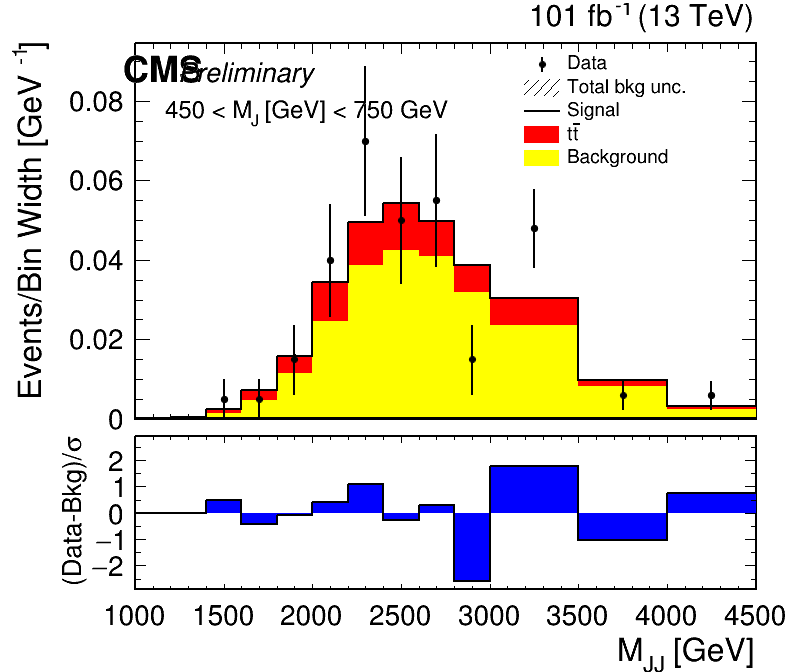 101 fb⁻¹ (13 TeV)
CMS Preliminary
450 < M_J [GeV] < 750 GeV
Data
Total bkg unc.
Signal
tt̄
Background
Events/Bin Width [GeV⁻¹]
0.08
0.06
0.04
0.02
0
(Data-Bkg)/σ
2
1
0
−1
−2
1000 1500 2000 2500 3000 3500 4000 4500
M_JJ [GeV]